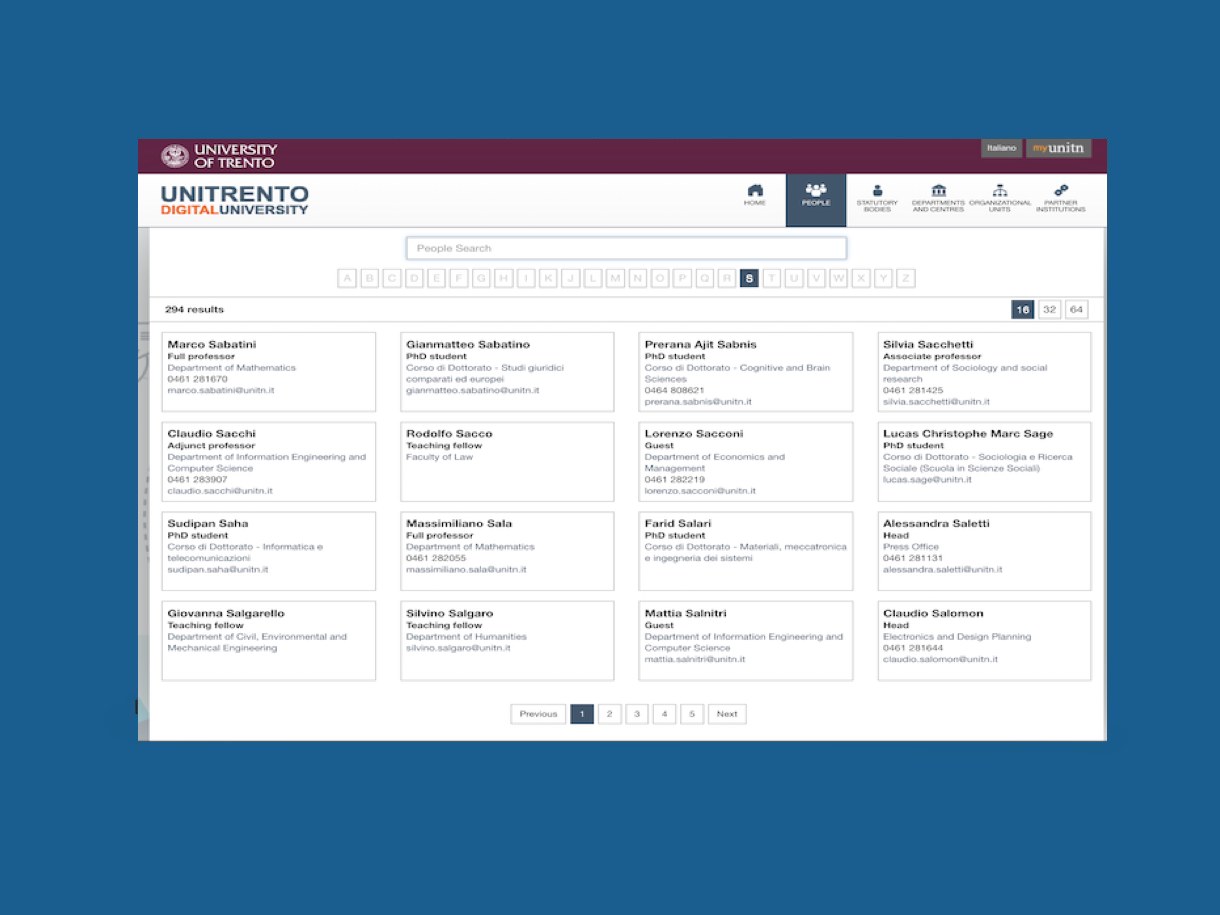 UNIVERSITY
OF TRENTO
Italiano
myunitn
UNITRENTO
DIGITALUNIVERSITY
HOME
PEOPLE
STATUTORY
BODIES
DEPARTMENTS
AND CENTRES
ORGANIZATIONAL
UNITS
PARTNER
INSTITUTIONS
People Search
A B C D E F G H I K J L M N O P Q R S T U V W X Y Z
294 results
16 32 64
Marco Sabatini
Full professor
Department of Mathematics
0461 281670
marco.sabatini@unitn.it
Gianmatteo Sabatino
PhD student
Corso di Dottorato - Studi giuridici
comparati ed europei
gianmatteo.sabatino@unitn.it
Prerana Ajit Sabnis
PhD student
Corso di Dottorato - Cognitive and Brain
Sciences
0464 808621
prerana.sabnis@unitn.it
Silvia Sacchetti
Associate professor
Department of Sociology and social
research
0461 281425
silvia.sacchetti@unitn.it
Claudio Sacchi
Adjunct professor
Department of Information Engineering and
Computer Science
0461 283907
claudio.sacchi@unitn.it
Rodolfo Sacco
Teaching fellow
Faculty of Law
Lorenzo Sacconi
Guest
Department of Economics and
Management
0461 282219
lorenzo.sacconi@unitn.it
Lucas Christophe Marc Sage
PhD student
Corso di Dottorato - Sociologia e Ricerca
Sociale (Scuola in Scienze Sociali)
lucas.sage@unitn.it
Sudipan Saha
PhD student
Corso di Dottorato - Informatica e
telecomunicazioni
sudipan.saha@unitn.it
Massimiliano Sala
Full professor
Department of Mathematics
0461 282055
massimiliano.sala@unitn.it
Farid Salari
PhD student
Corso di Dottorato - Materiali, meccatronica
e ingegneria dei sistemi
Alessandra Saletti
Head
Press Office
0461 281131
alessandra.saletti@unitn.it
Giovanna Salgarello
Teaching fellow
Department of Civil, Environmental and
Mechanical Engineering
Silvino Salgaro
Teaching fellow
Department of Humanities
silvino.salgaro@unitn.it
Mattia Salnitri
Guest
Department of Information Engineering and
Computer Science
mattia.salnitri@unitn.it
Claudio Salomon
Head
Electronics and Design Planning
0461 281644
claudio.salomon@unitn.it
Previous 1 2 3 4 5 Next